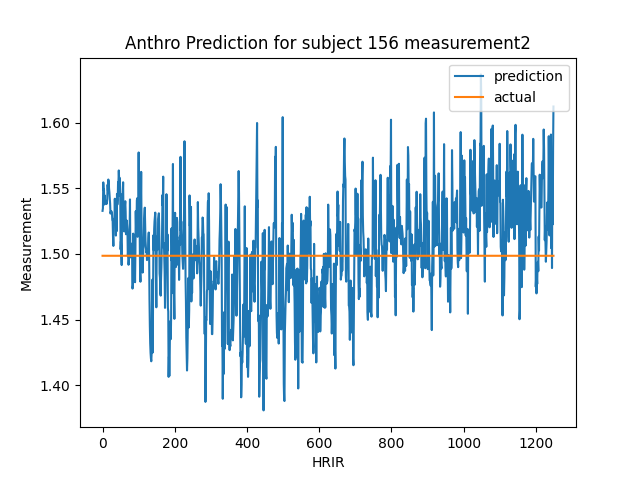 Anthro Prediction for subject 156 measurement2
prediction
actual
1.60
1.55
1.50
1.45
1.40
Measurement
0 200 400 600 800 1000 1200
HRIR